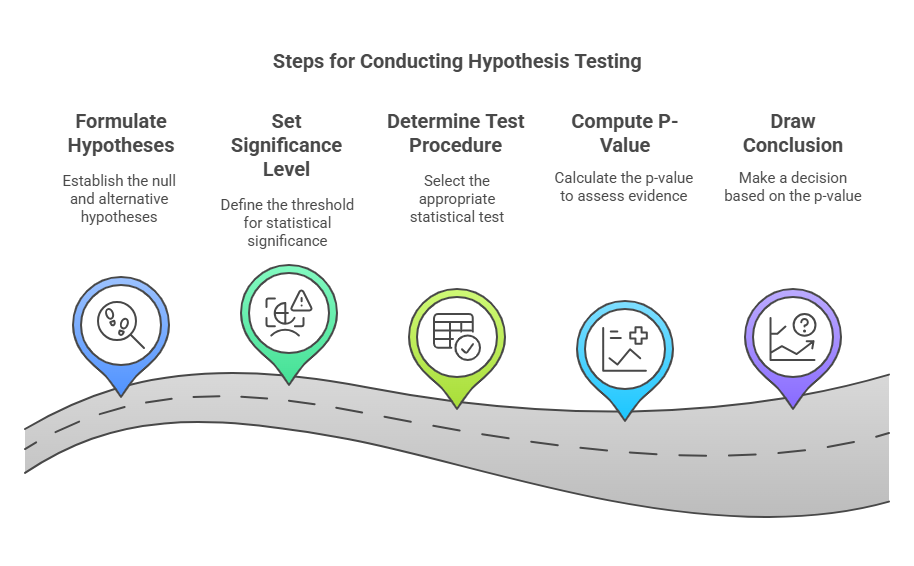 Steps for Conducting Hypothesis Testing
Formulate
Hypotheses
Establish the null
and alternative
hypotheses
Set
Significance
Level
Define the threshold
for statistical
significance
Determine Test
Procedure
Select the
appropriate
statistical test
Compute P-
Value
Calculate the p-value
to assess evidence
Draw
Conclusion
Make a decision
based on the p-value